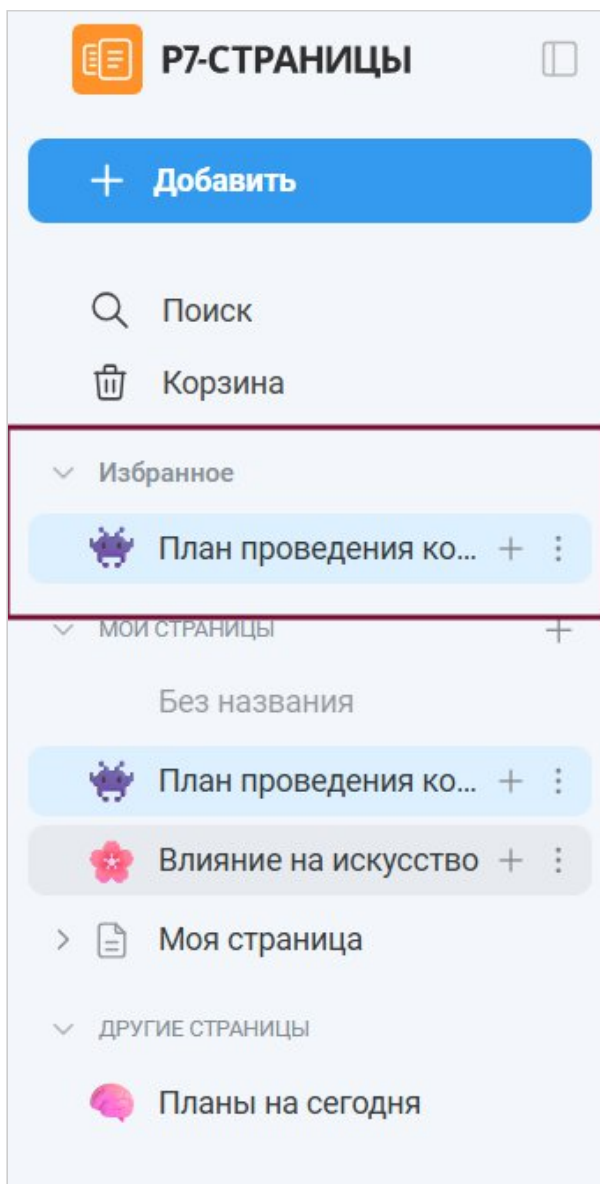 Р7-СТРАНИЦЫ
Добавить
Поиск
Корзина
Избранное
План проведения ко...
МОИ СТРАНИЦЫ
Без названия
План проведения ко...
Влияние на искусство
Моя страница
ДРУГИЕ СТРАНИЦЫ
Планы на сегодня